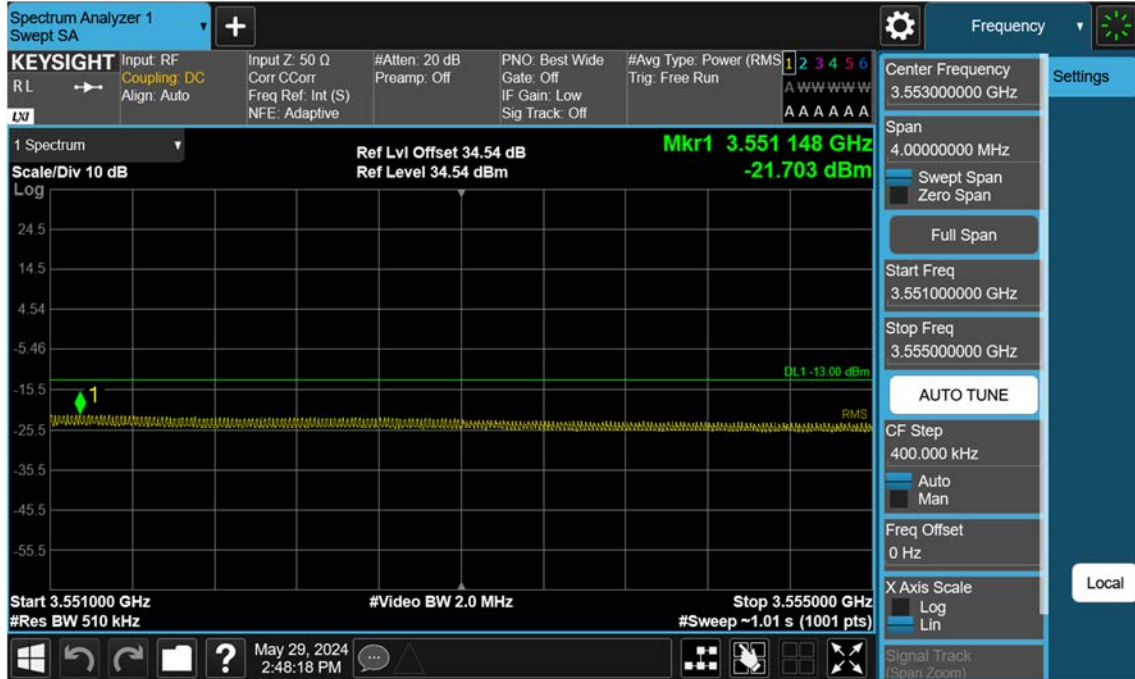 Spectrum Analyzer 1
Swept SA
Frequency
KEYSIGHT
R L
LXI
Input: RF
Coupling: DC
Align: Auto
Input Z: 50 Ω
Corr CCorr
Freq Ref: Int (S)
NFE: Adaptive
#Atten: 20 dB
Preamp: Off
PNO: Best Wide
Gate: Off
IF Gain: Low
Sig Track: Off
#Avg Type: Power (RMS
Trig: Free Run
1 2 3 4 5 6
A W W W W W
A A A A A A
1 Spectrum
Scale/Div 10 dB
Log
Ref Lvl Offset 34.54 dB
Ref Level 34.54 dBm
Mkr1 3.551 148 GHz
-21.703 dBm
24.5
14.5
4.54
-5.46
DL1 -13.00 dBm
-15.5
1
RMS
-25.5
-35.5
-45.5
-55.5
Start 3.551000 GHz
#Res BW 510 kHz
#Video BW 2.0 MHz
Stop 3.555000 GHz
#Sweep ~1.01 s (1001 pts)
?
May 29, 2024
2:48:18 PM
Center Frequency
3.553000000 GHz
Span
4.00000000 MHz
Swept Span
Zero Span
Full Span
Start Freq
3.551000000 GHz
Stop Freq
3.555000000 GHz
AUTO TUNE
CF Step
400.000 kHz
Auto
Man
Freq Offset
0 Hz
X Axis Scale
Log
Lin
Signal Track
(Span Zoom)
Settings
Local